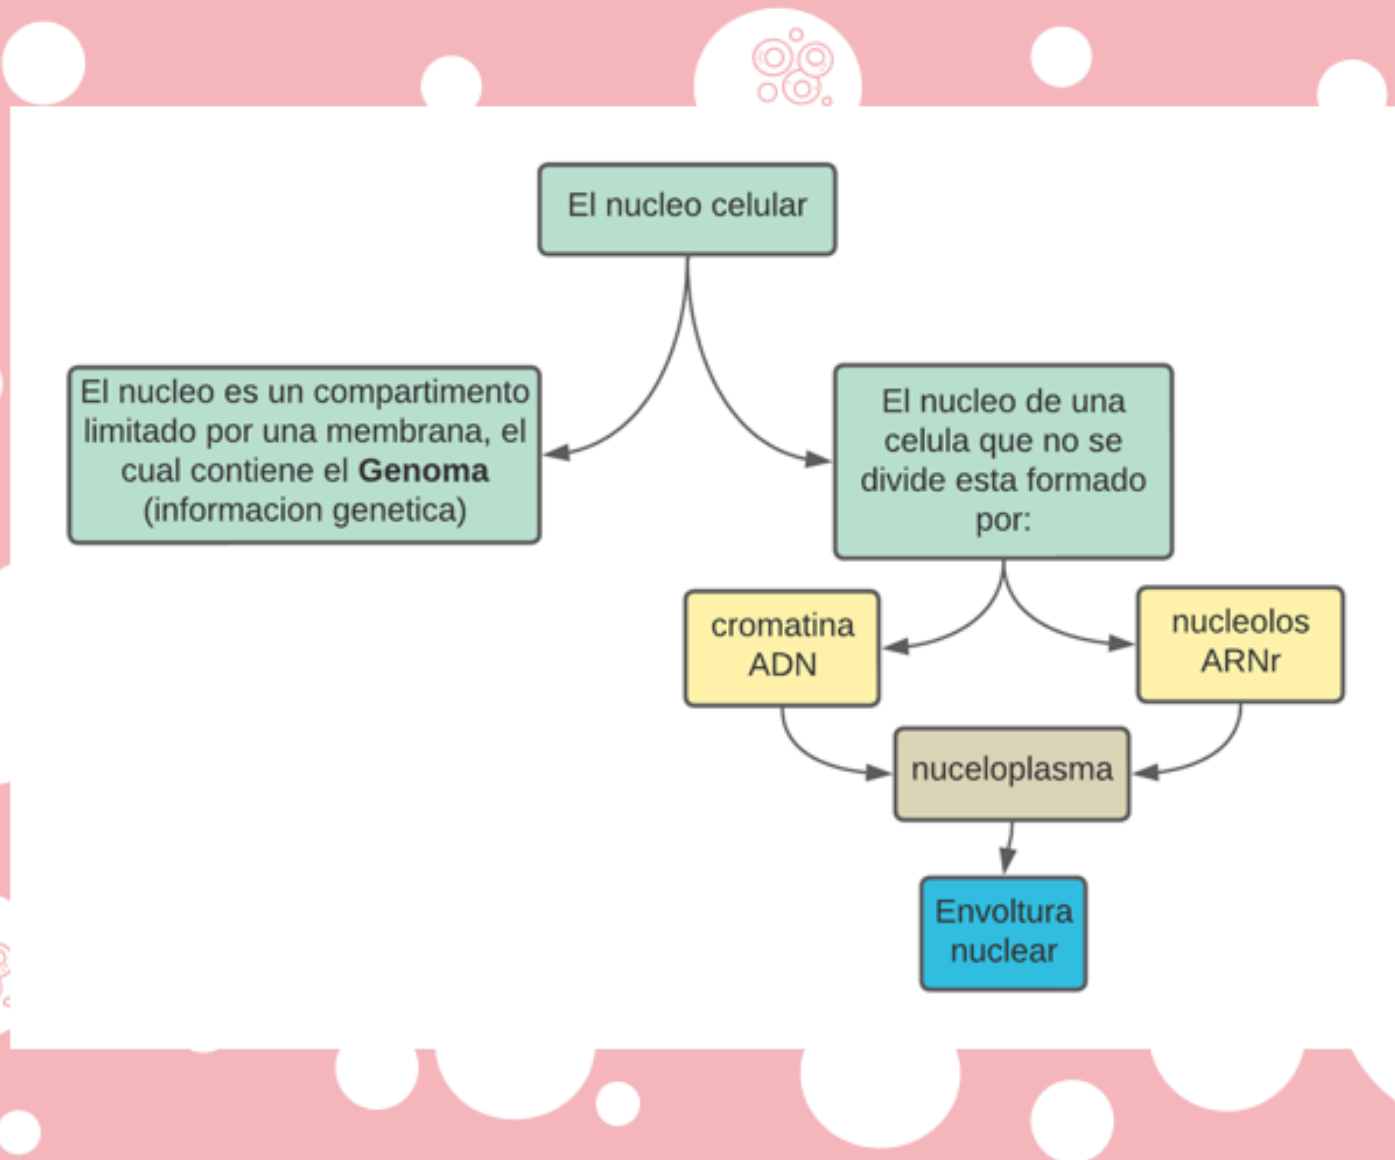 El nucleo celular
El nucleo es un compartimento
limitado por una membrana, el
cual contiene el Genoma
(informacion genetica)
El nucleo de una
celula que no se
divide esta formado
por:
cromatina
ADN
nucleolos
ARNr
nuceloplasma
Envoltura
nuclear